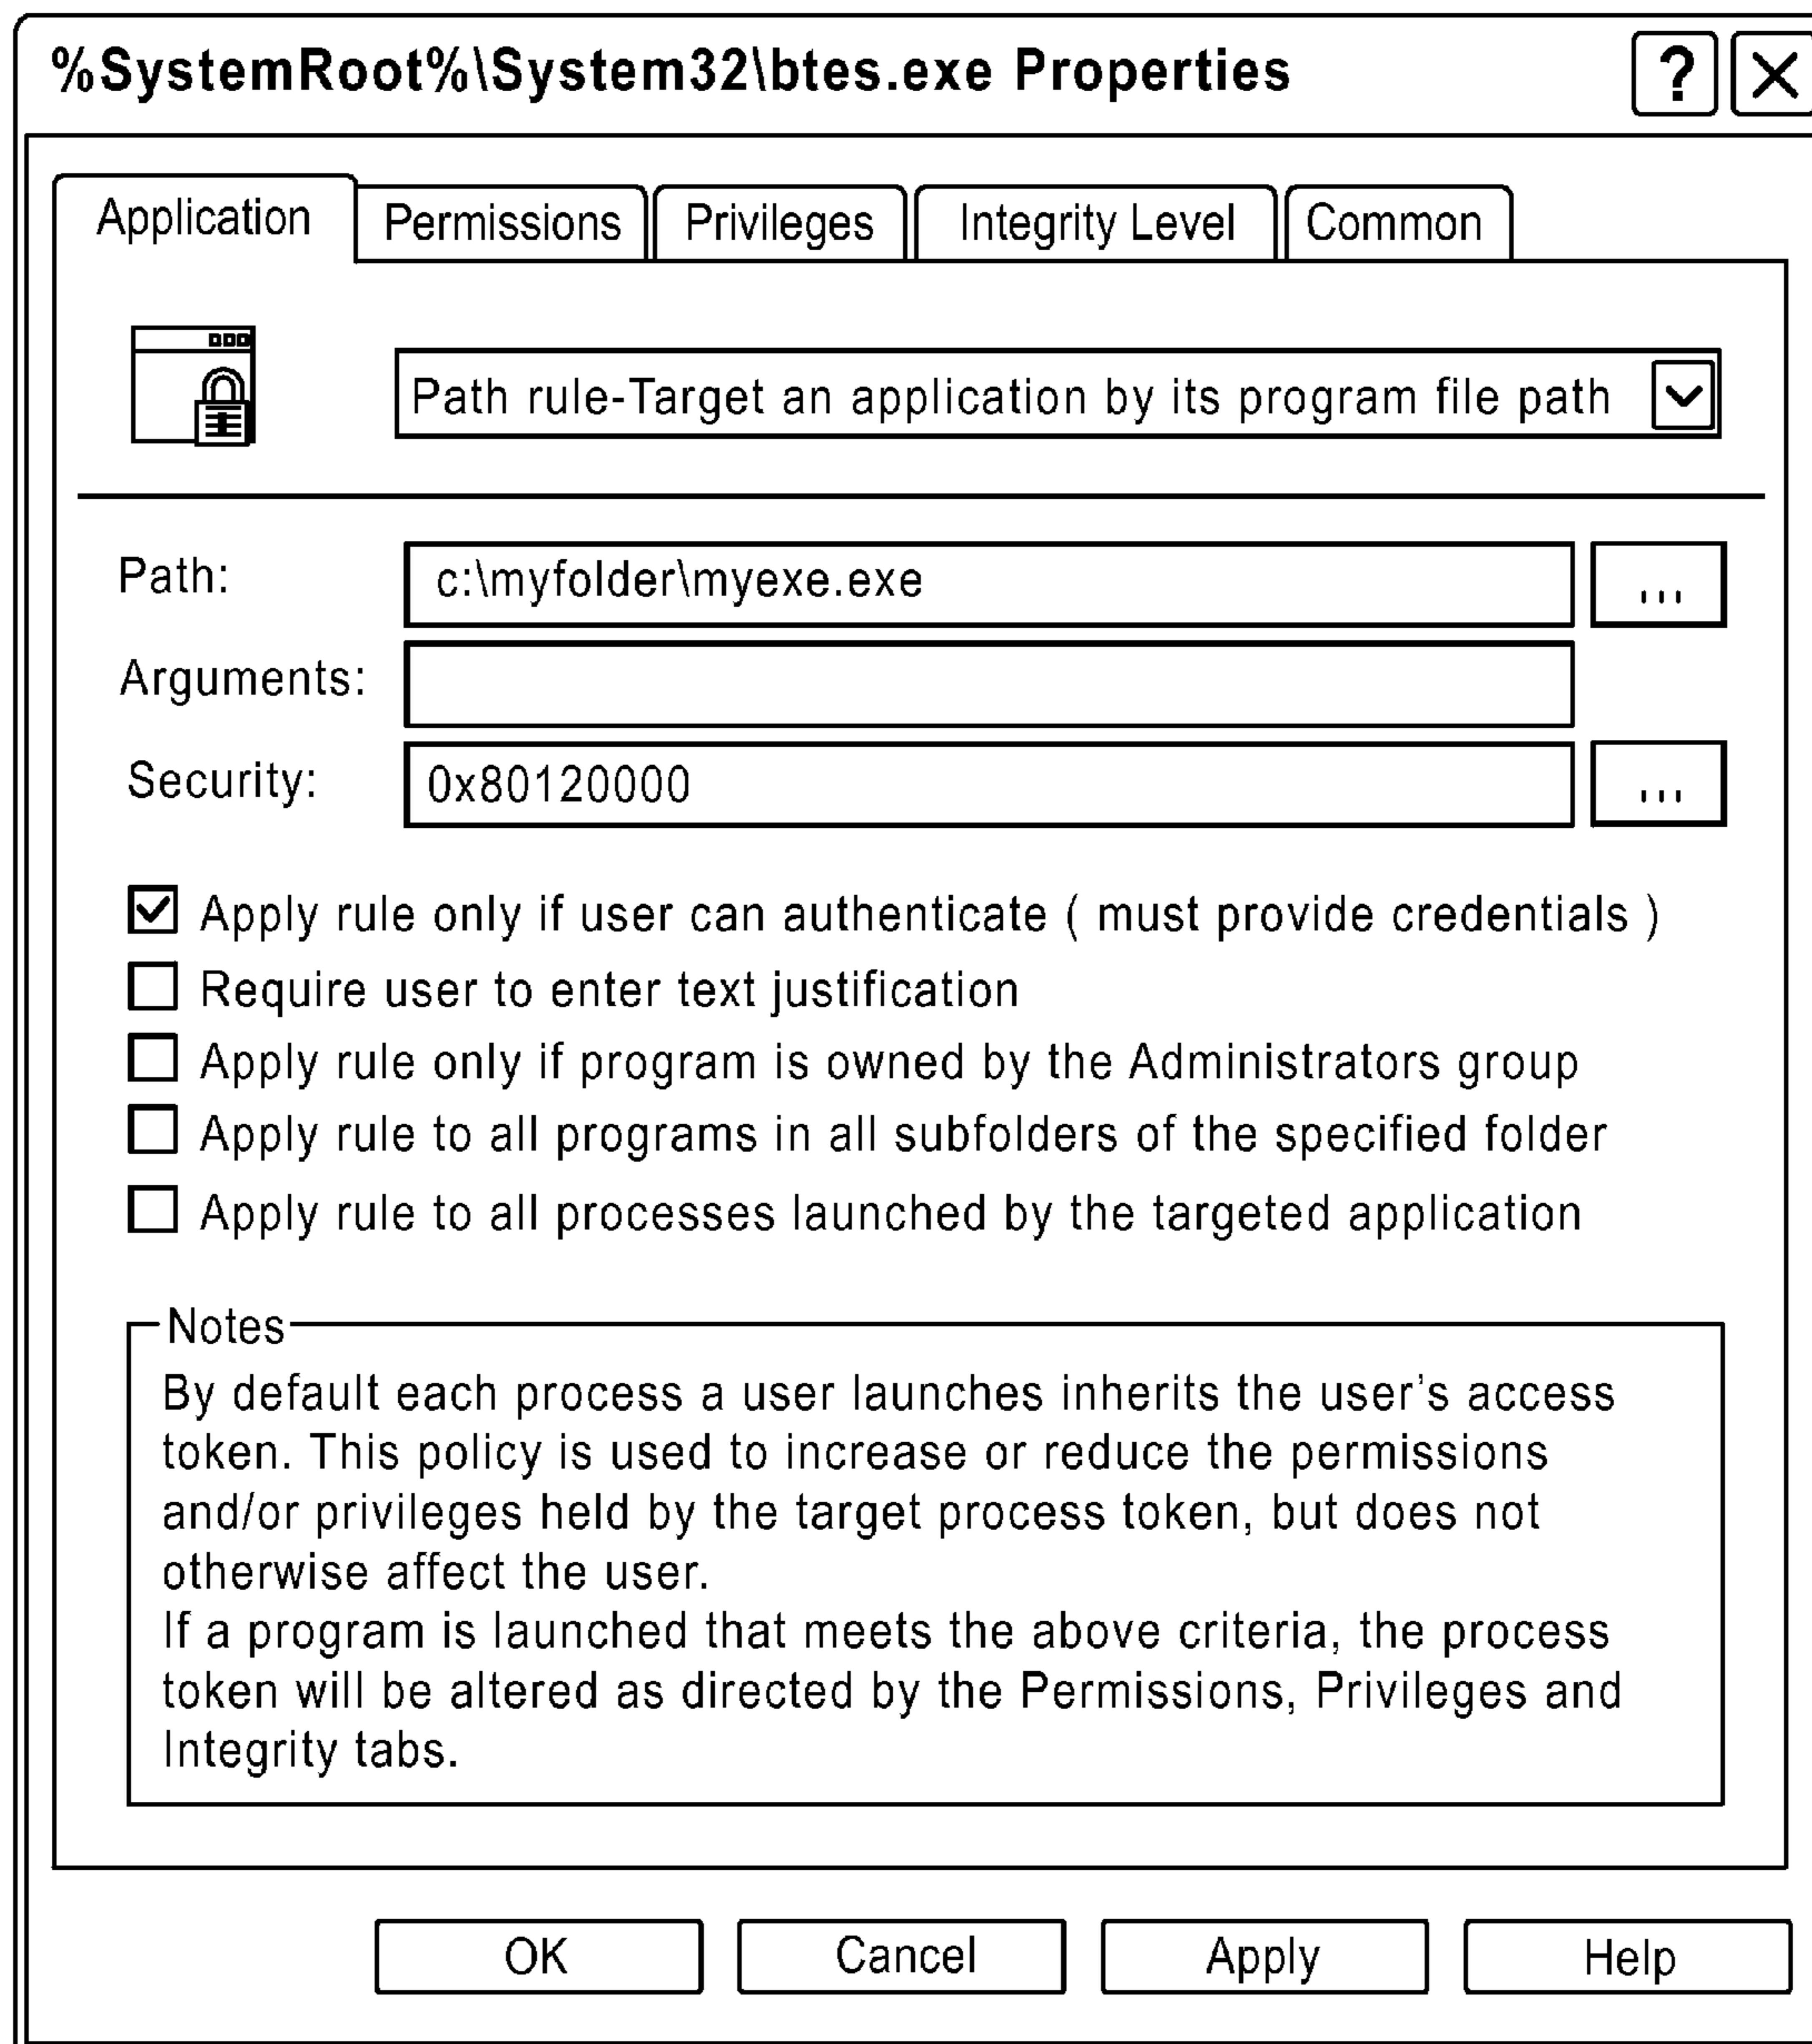 %SystemRoot%\System32\btes.exe Properties ?
Application Permissions Privileges Integrity Level Common
Path rule-Target an application by its program file path
Path: c:\myfolder\myexe.exe ...
Arguments:
Security: 0x80120000 ...
Apply rule only if user can authenticate ( must provide credentials )
Require user to enter text justification
Apply rule only if program is owned by the Administrators group
Apply rule to all programs in all subfolders of the specified folder
Apply rule to all processes launched by the targeted application
Notes
By default each process a user launches inherits the user's access
token. This policy is used to increase or reduce the permissions
and/or privileges held by the target process token, but does not
otherwise affect the user.
If a program is launched that meets the above criteria, the process
token will be altered as directed by the Permissions, Privileges and
Integrity tabs.
OK Cancel Apply Help